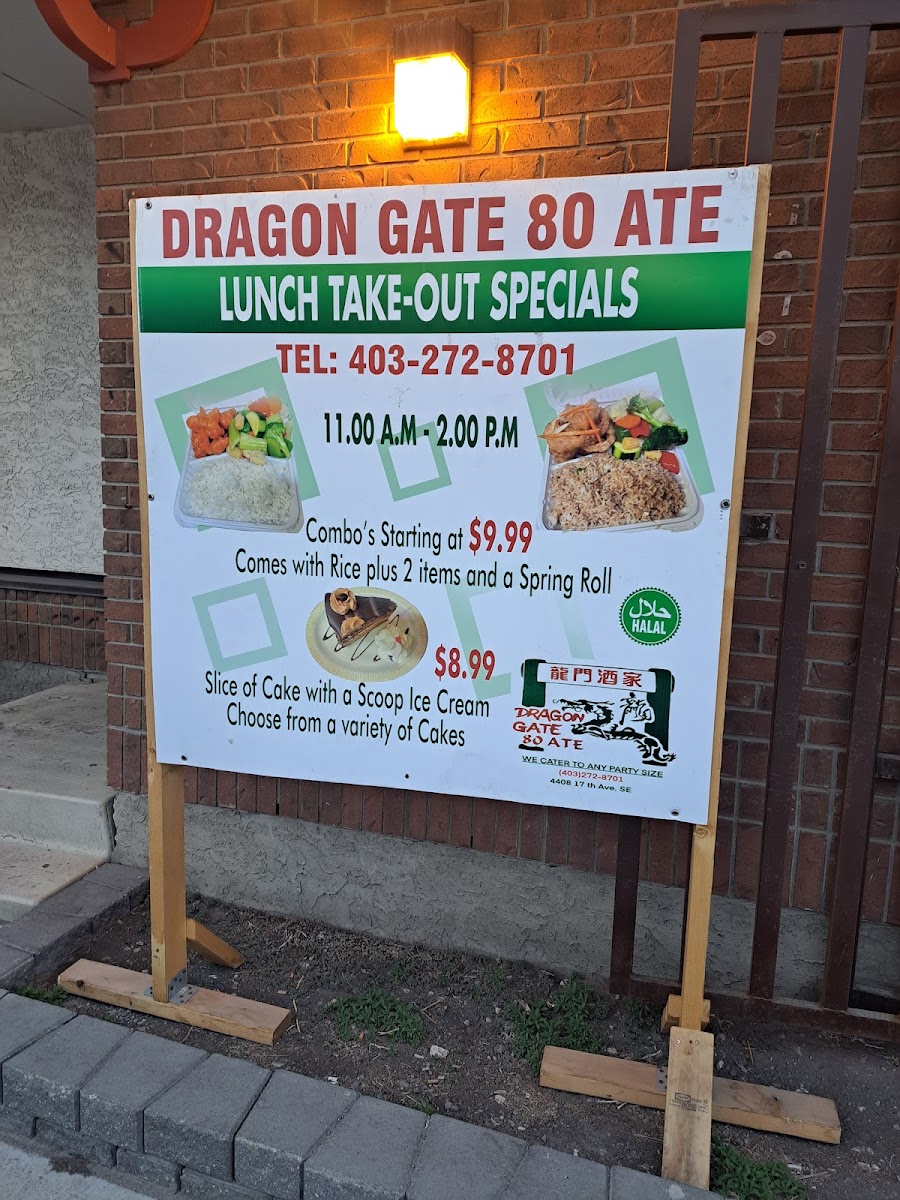 DRAGON GATE 80 ATE
LUNCH TAKE-OUT SPECIALS
TEL: 403-272-8701
11.00 A.M - 2.00 P.M
Combo's Starting at $9.99
Comes with Rice plus 2 items and a Spring Roll
حلال
HALAL
$8.99
Slice of Cake with a Scoop Ice Cream
Choose from a variety of Cakes
龍門酒家
DRAGON
GATE
80 ATE
WE CATER TO ANY PARTY SIZE
(403)272-8701
4408 17 th Ave. SE